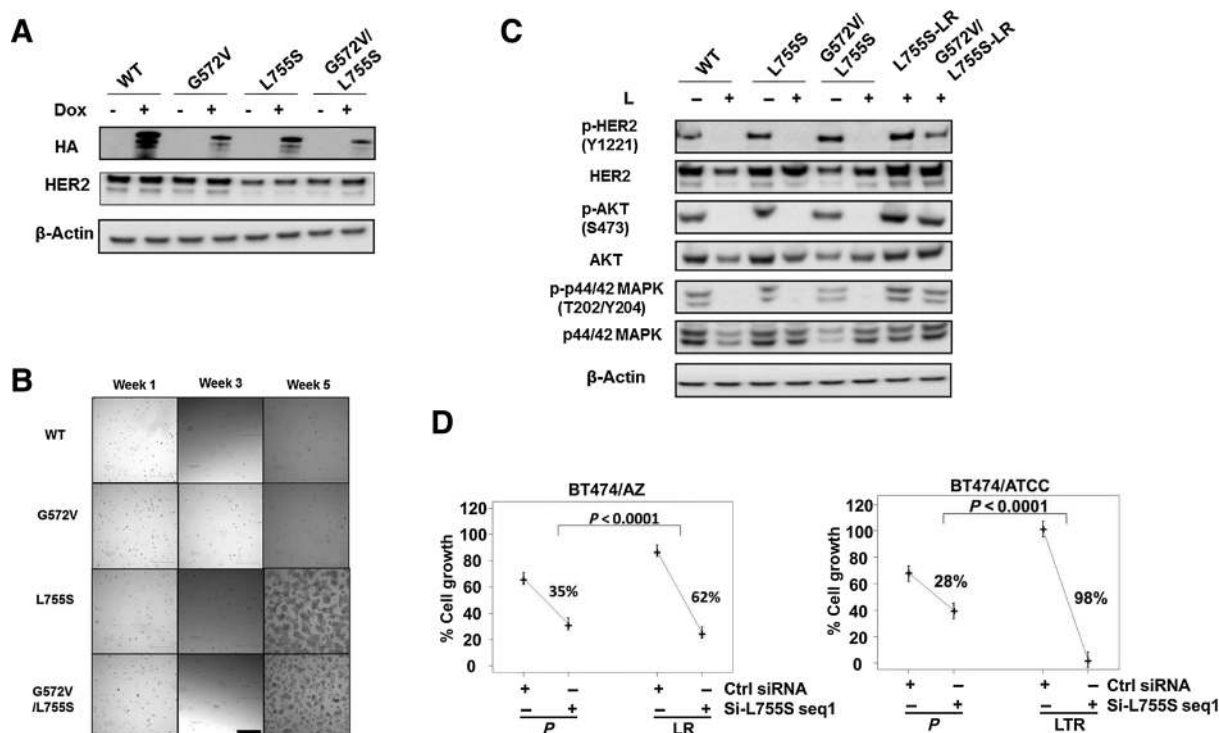 A
WT
G572V
L755S
G572V/
L755S
Dox - + - + - + - +
HA
HER2
β-Actin
B
Week 1 Week 3 Week 5
WT
G572V
L755S
G572V
/L755S
C
WT
L755S
G572V/
L755S
L755S-LR
G572V/
L755S-LR
L – + – + – + + +
p-HER2
(Y1221)
HER2
p-AKT
(S473)
AKT
p-p44/42 MAPK
(T202/Y204)
p44/42 MAPK
β-Actin
D
BT474/AZ
% Cell growth
120
100
80
60
40
20
0
P < 0.0001
35%
62%
+ – + – Ctrl siRNA
– + – + Si-L755S seq1
P LR
BT474/ATCC
% Cell growth
120
100
80
60
40
20
0
P < 0.0001
28%
98%
+ – + – Ctrl siRNA
– + – + Si-L755S seq1
P LTR